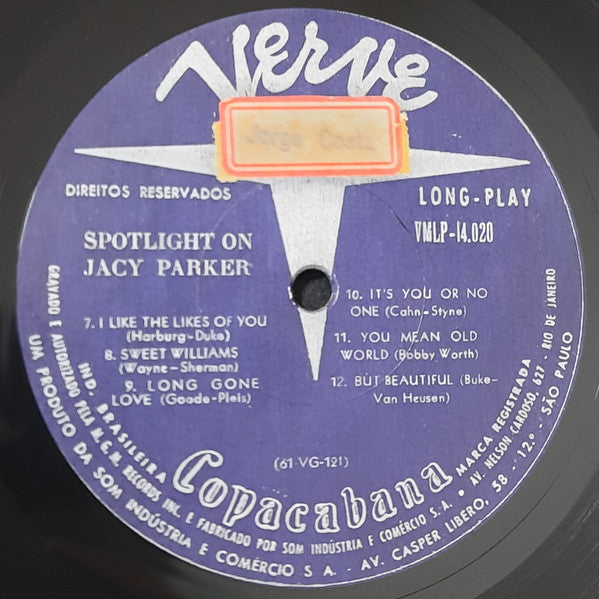 Verve
Jorge Costa
DIREITOS RESERVADOS
LONG-PLAY
VMLP-14.020
SPOTLIGHT ON
JACY PARKER
7. I LIKE THE LIKES OF YOU
(Harburg-Duke)
8. SWEET WILLIAMS
(Wayne-Sherman)
9. LONG GONE
LOVE (Goode-Pleis)
10. IT'S YOU OR NO
ONE (Cahn-Styne)
11. YOU MEAN OLD
WORLD (Bobby Worth)
12. BUT BEAUTIFUL (Buke-
Van Heusen)
(61-VG-121)
Copacabana
IND. BRASILEIRA
MARCA REGISTRADA
GRAVADO E AUTORIZADO PELA M.G.M. RECORDS INC. E FABRICADO POR SOM INDÚSTRIA E COMÉRCIO S.A. - AV. NELSON CARDOSO, 627 - RIO DE JANEIRO
UM PRODUTO DA SOM INDÚSTRIA E COMÉRCIO S A. - AV. CASPER LIBERO, 58 - 12.º - SÃO PAULO